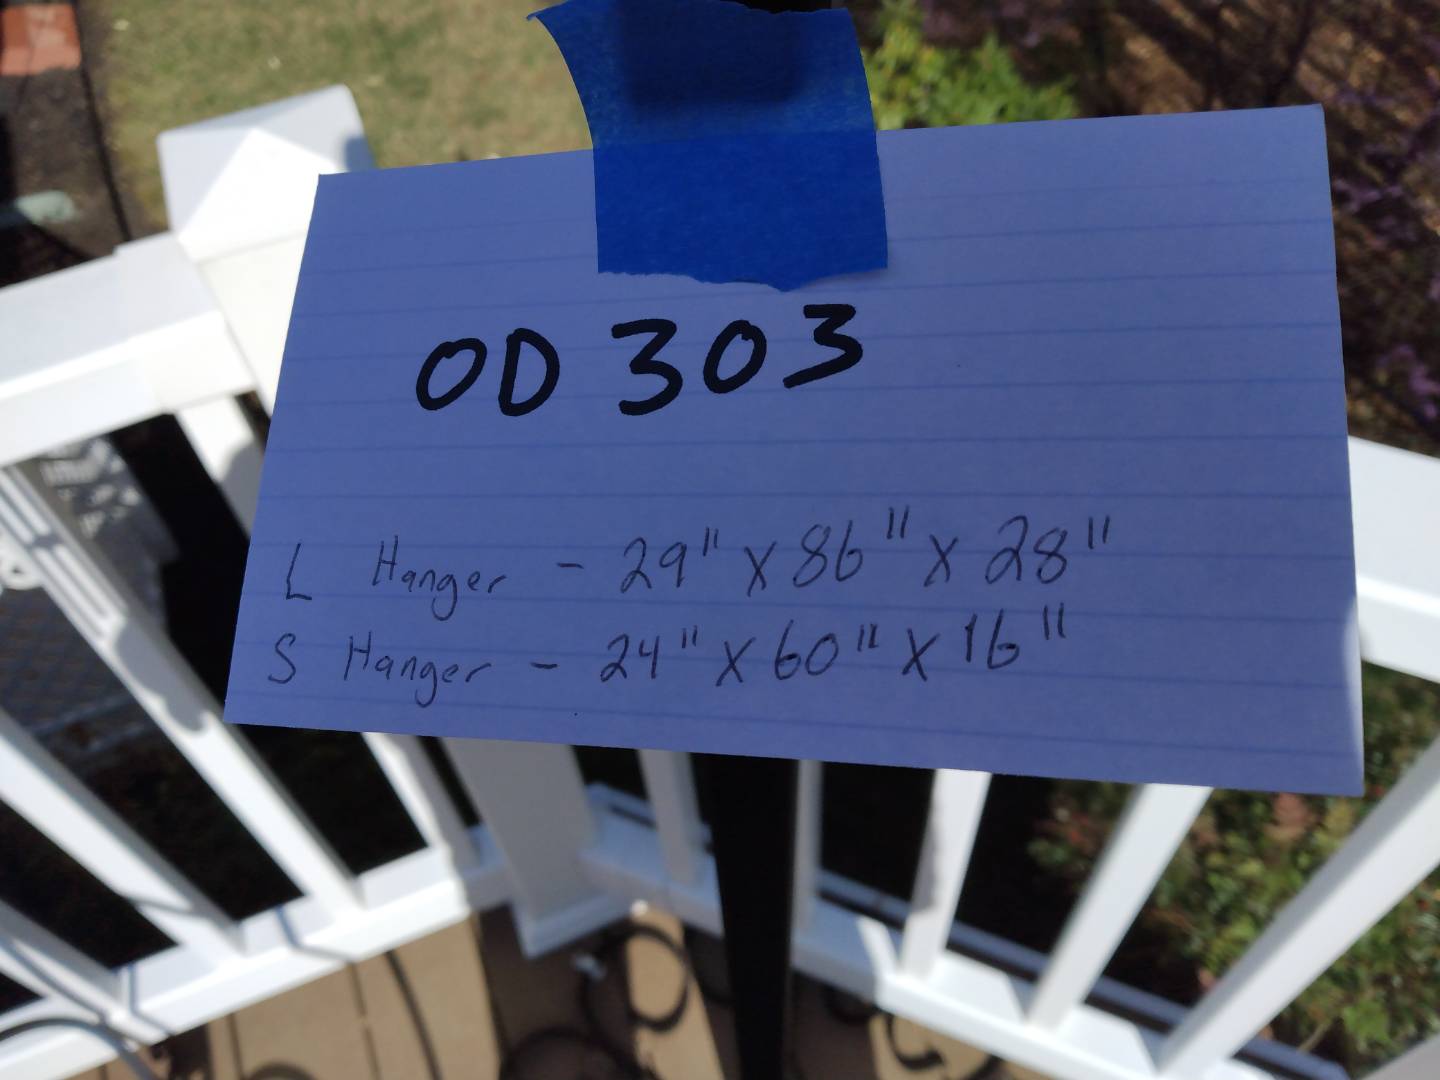 OD 303
L Hanger - 29" X 86" X 28"
S Hanger - 24" X 60" X 16"